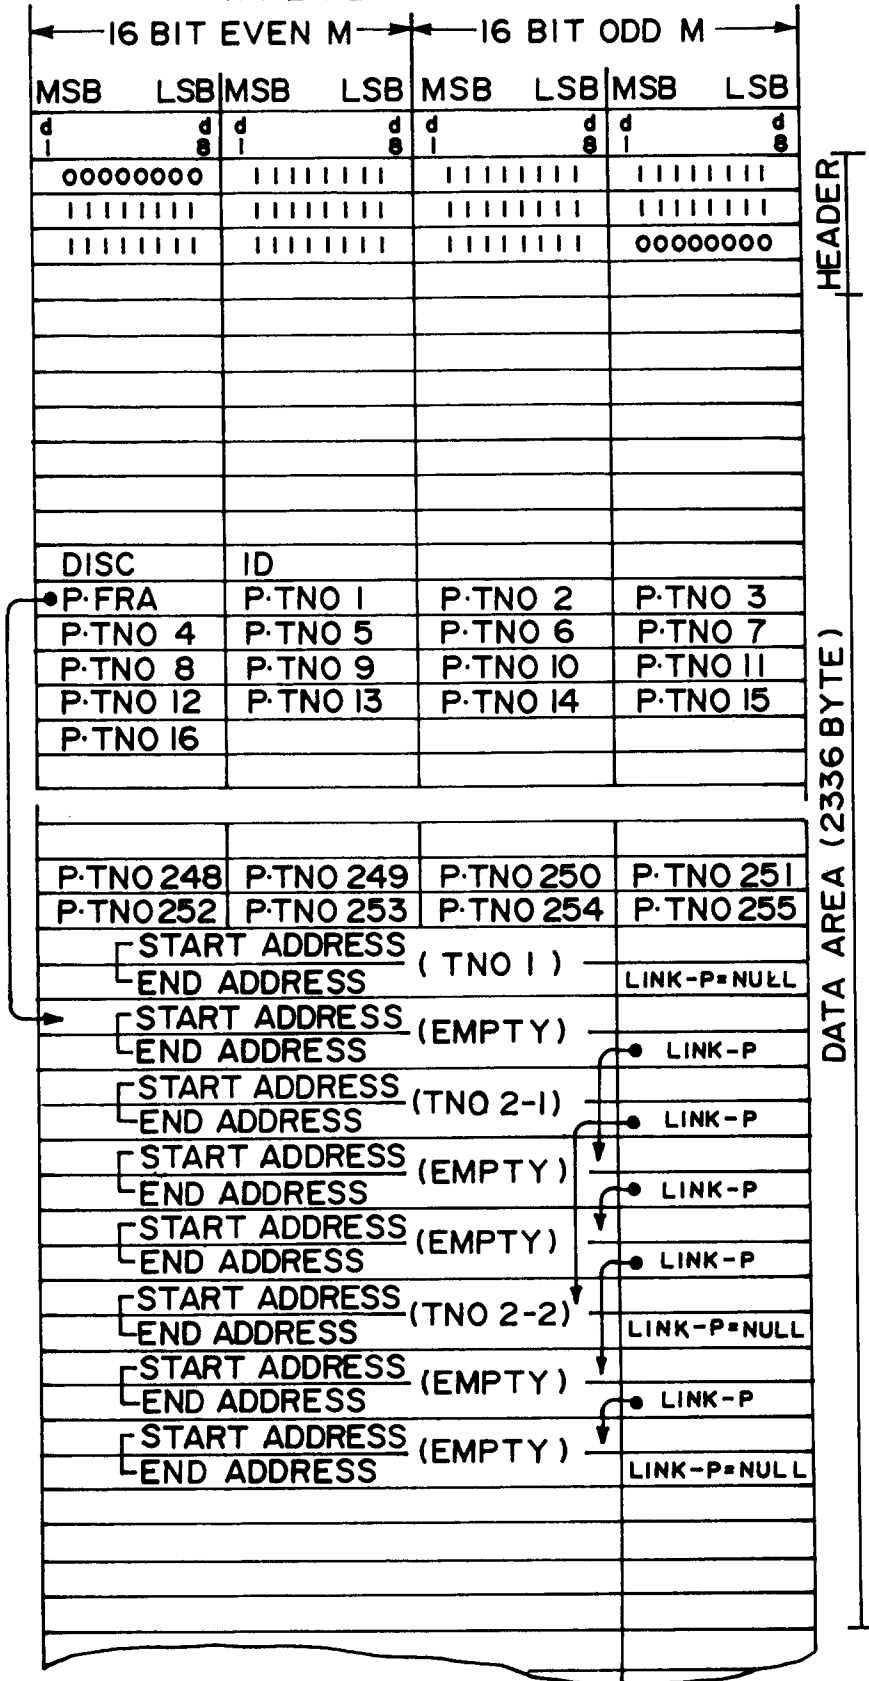 16 BIT EVEN M 16 BIT ODD M
MSB LSB MSB LSB MSB LSB MSB LSB
d1 d8 d1 d8 d1 d8 d1 d8
00000000 11111111 11111111 11111111
11111111 11111111 11111111 11111111
11111111 11111111 11111111 00000000
HEADER
DISC ID
P·FRA P·TNO 1 P·TNO 2 P·TNO 3
P·TNO 4 P·TNO 5 P·TNO 6 P·TNO 7
P·TNO 8 P·TNO 9 P·TNO 10 P·TNO 11
P·TNO 12 P·TNO 13 P·TNO 14 P·TNO 15
P·TNO 16
P·TNO 248 P·TNO 249 P·TNO 250 P·TNO 251
P·TNO 252 P·TNO 253 P·TNO 254 P·TNO 255
START ADDRESS
END ADDRESS (TNO 1) LINK-P=NULL
START ADDRESS
END ADDRESS (EMPTY) LINK-P
START ADDRESS
END ADDRESS (TNO 2-1) LINK-P
START ADDRESS
END ADDRESS (EMPTY) LINK-P
START ADDRESS
END ADDRESS (EMPTY) LINK-P
START ADDRESS
END ADDRESS (TNO 2-2) LINK-P=NULL
START ADDRESS
END ADDRESS (EMPTY) LINK-P
START ADDRESS
END ADDRESS (EMPTY) LINK-P=NULL
DATA AREA (2336 BYTE)